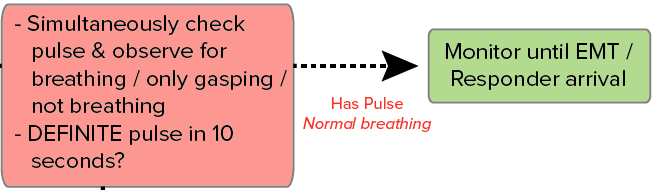 - Simultaneously check
pulse & observe for
breathing / only gasping /
not breathing
- DEFINITE pulse in 10
seconds?
Has Pulse
Normal breathing
Monitor until EMT /
Responder arrival